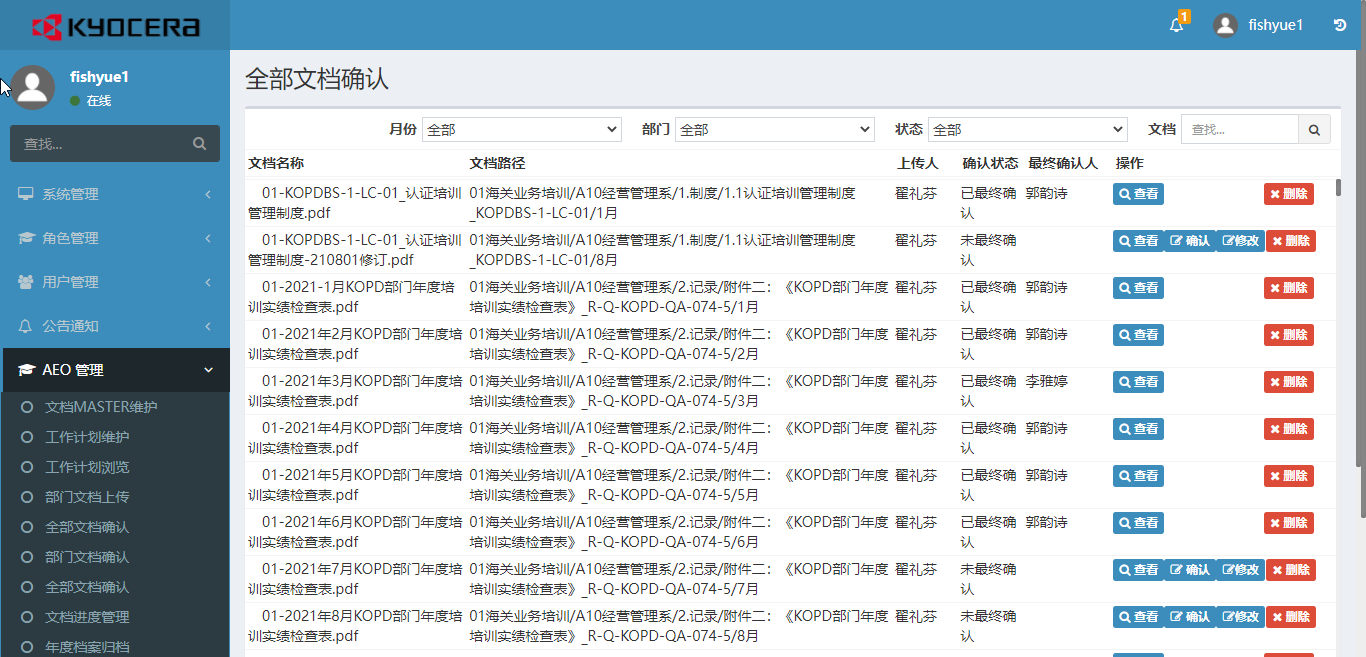 KYOCERA
1
fishyue1
fishyue1
在线
查找...
系统管理
角色管理
用户管理
公告通知
AEO 管理
文档MASTER维护
工作计划维护
工作计划浏览
部门文档上传
全部文档确认
部门文档确认
全部文档确认
文档进度管理
年度档案归档
全部文档确认
月份 全部 部门 全部 状态 全部 文档 查找...
文档名称 文档路径 上传人 确认状态 最终确认人 操作
01-KOPDBS-1-LC-01_认证培训 01海关业务培训/A10经营管理系/1.制度/1.1认证培训管理制度 翟礼芬 已最终确 郭韵诗 查看 删除
管理制度.pdf _KOPDBS-1-LC-01/1月 认
01-KOPDBS-1-LC-01_认证培训 01海关业务培训/A10经营管理系/1.制度/1.1认证培训管理制度 翟礼芬 未最终确 查看 确认 修改 删除
管理制度-210801修订.pdf _KOPDBS-1-LC-01/8月 认
01-2021-1月KOPD部门年度培 01海关业务培训/A10经营管理系/2.记录/附件二：《KOPD部门年度 翟礼芬 已最终确 郭韵诗 查看 删除
训实绩检查表.pdf 培训实绩检查表》_R-Q-KOPD-QA-074-5/1月 认
01-2021年2月KOPD部门年度培 01海关业务培训/A10经营管理系/2.记录/附件二：《KOPD部门年度 翟礼芬 已最终确 郭韵诗 查看 删除
训实绩检查表.pdf 培训实绩检查表》_R-Q-KOPD-QA-074-5/2月 认
01-2021年3月KOPD部门年度培 01海关业务培训/A10经营管理系/2.记录/附件二：《KOPD部门年度 翟礼芬 已最终确 李雅婷 查看 删除
训实绩检查表.pdf 培训实绩检查表》_R-Q-KOPD-QA-074-5/3月 认
01-2021年4月KOPD部门年度培 01海关业务培训/A10经营管理系/2.记录/附件二：《KOPD部门年度 翟礼芬 已最终确 郭韵诗 查看 删除
训实绩检查表.pdf 培训实绩检查表》_R-Q-KOPD-QA-074-5/4月 认
01-2021年5月KOPD部门年度培 01海关业务培训/A10经营管理系/2.记录/附件二：《KOPD部门年度 翟礼芬 已最终确 郭韵诗 查看 删除
训实绩检查表.pdf 培训实绩检查表》_R-Q-KOPD-QA-074-5/5月 认
01-2021年6月KOPD部门年度培 01海关业务培训/A10经营管理系/2.记录/附件二：《KOPD部门年度 翟礼芬 已最终确 郭韵诗 查看 删除
训实绩检查表.pdf 培训实绩检查表》_R-Q-KOPD-QA-074-5/6月 认
01-2021年7月KOPD部门年度培 01海关业务培训/A10经营管理系/2.记录/附件二：《KOPD部门年度 翟礼芬 未最终确 查看 确认 修改 删除
训实绩检查表.pdf 培训实绩检查表》_R-Q-KOPD-QA-074-5/7月 认
01-2021年8月KOPD部门年度培 01海关业务培训/A10经营管理系/2.记录/附件二：《KOPD部门年度 翟礼芬 未最终确 查看 确认 修改 删除
训实绩检查表.pdf 培训实绩检查表》_R-Q-KOPD-QA-074-5/8月 认